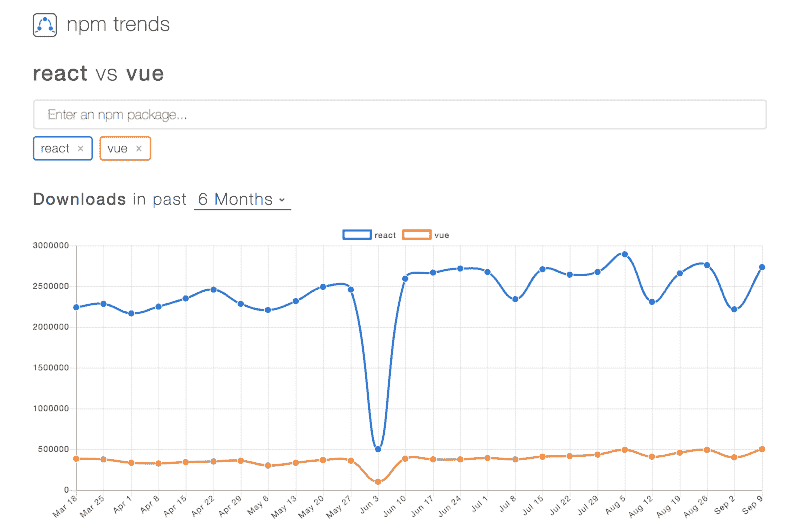 npm trends
react vs vue
Enter an npm package...
react × vue ×
Downloads in past 6 Months
react vue
3000000
2500000
2000000
1500000
1000000
500000
0
Mar 18 Mar 25 Apr 1 Apr 8 Apr 15 Apr 22 Apr 29 May 6 May 13 May 20 May 27 Jun 3 Jun 10 Jun 17 Jun 24 Jul 1 Jul 8 Jul 15 Jul 22 Jul 29 Aug 5 Aug 12 Aug 19 Aug 26 Sep 2 Sep 9